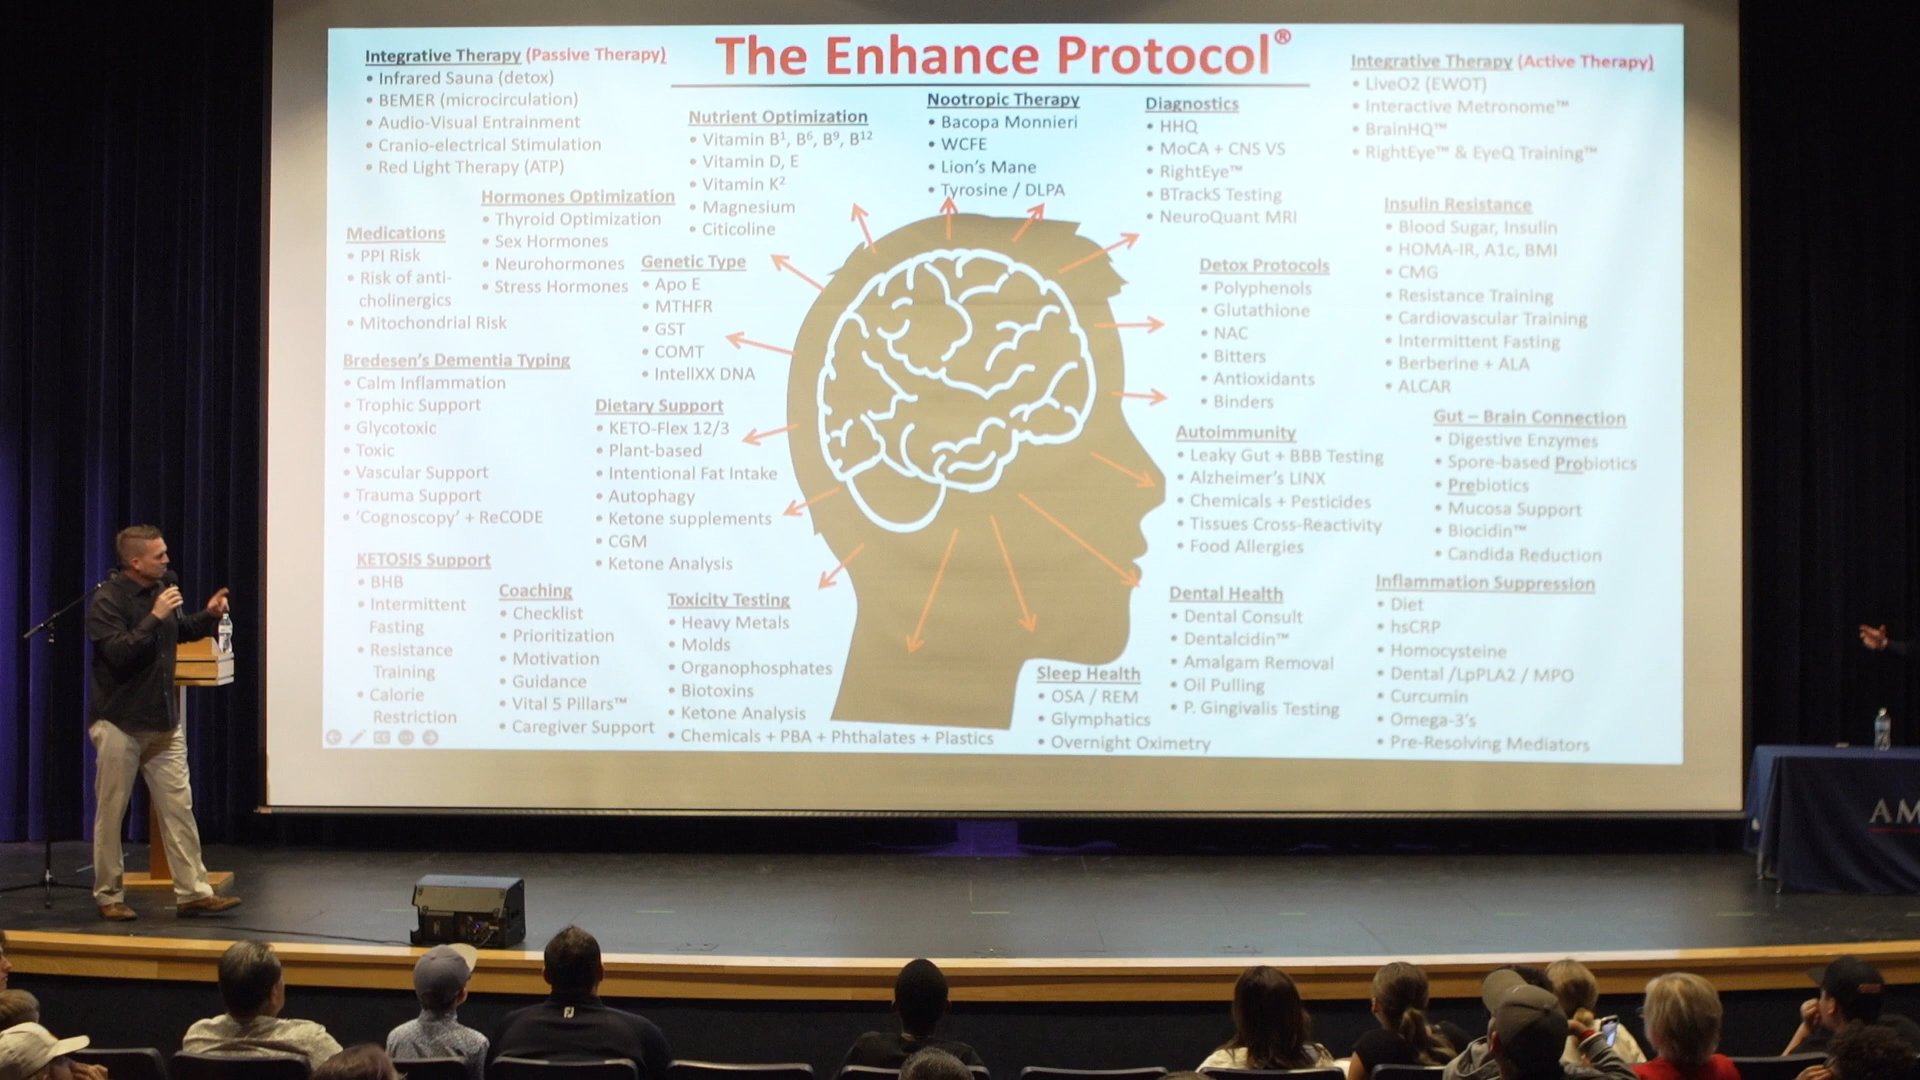 The Enhance Protocol®
Integrative Therapy (Passive Therapy)
• Infrared Sauna (detox)
• BEMER (microcirculation)
• Audio-Visual Entrainment
• Cranio-electrical Stimulation
• Red Light Therapy (ATP)
Nutrient Optimization
• Vitamin B¹, B⁶, B⁹, B¹²
• Vitamin D, E
• Vitamin K²
• Magnesium
• Citicoline
Nootropic Therapy
• Bacopa Monnieri
• WCFE
• Lion's Mane
• Tyrosine / DLPA
Diagnostics
• HHQ
• MoCA + CNS VS
• RightEye™
• BTrackS Testing
• NeuroQuant MRI
Integrative Therapy (Active Therapy)
• LiveO2 (EWOT)
• Interactive Metronome™
• BrainHQ™
• RightEye™ & EyeQ Training™
Hormones Optimization
• Thyroid Optimization
• Sex Hormones
• Neurohormones
• Stress Hormones
Medications
• PPI Risk
• Risk of anti-
cholinergics
• Mitochondrial Risk
Genetic Type
• Apo E
• MTHFR
• GST
• COMT
• IntellXX DNA
Detox Protocols
• Polyphenols
• Glutathione
• NAC
• Bitters
• Antioxidants
• Binders
Insulin Resistance
• Blood Sugar, Insulin
• HOMA-IR, A1c, BMI
• CMG
• Resistance Training
• Cardiovascular Training
• Intermittent Fasting
• Berberine + ALA
• ALCAR
Bredesen's Dementia Typing
• Calm Inflammation
• Trophic Support
• Glycotoxic
• Toxic
• Vascular Support
• Trauma Support
• 'Cognoscopy' + ReCODE
Dietary Support
• KETO-Flex 12/3
• Plant-based
• Intentional Fat Intake
• Autophagy
• Ketone supplements
• CGM
• Ketone Analysis
Autoimmunity
• Leaky Gut + BBB Testing
• Alzheimer's LINX
• Chemicals + Pesticides
• Tissues Cross-Reactivity
• Food Allergies
Gut – Brain Connection
• Digestive Enzymes
• Spore-based Probiotics
• Prebiotics
• Mucosa Support
• Biocidin™
• Candida Reduction
KETOSIS Support
• BHB
• Intermittent
Fasting
• Resistance
Training
• Calorie
Restriction
Coaching
• Checklist
• Prioritization
• Motivation
• Guidance
• Vital 5 Pillars™
• Caregiver Support
Toxicity Testing
• Heavy Metals
• Molds
• Organophosphates
• Biotoxins
• Ketone Analysis
• Chemicals + PBA + Phthalates + Plastics
Sleep Health
• OSA / REM
• Glymphatics
• Overnight Oximetry
Dental Health
• Dental Consult
• Dentalcidin™
• Amalgam Removal
• Oil Pulling
• P. Gingivalis Testing
Inflammation Suppression
• Diet
• hsCRP
• Homocysteine
• Dental /LpPLA2 / MPO
• Curcumin
• Omega-3's
• Pre-Resolving Mediators
AM